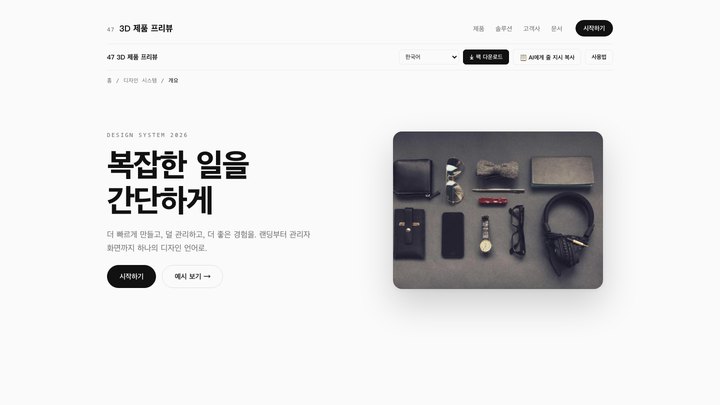 47 3D 제품 프리뷰
제품 솔루션 고객사 문서 시작하기
47 3D 제품 프리뷰
한국어 팩 다운로드 AI에게 줄 지시 복사 사용법
홈 / 디자인 시스템 / 개요
DESIGN SYSTEM 2026
복잡한 일을
간단하게
더 빠르게 만들고, 덜 관리하고, 더 좋은 경험을. 랜딩부터 관리자
화면까지 하나의 디자인 언어로.
시작하기 예시 보기 →